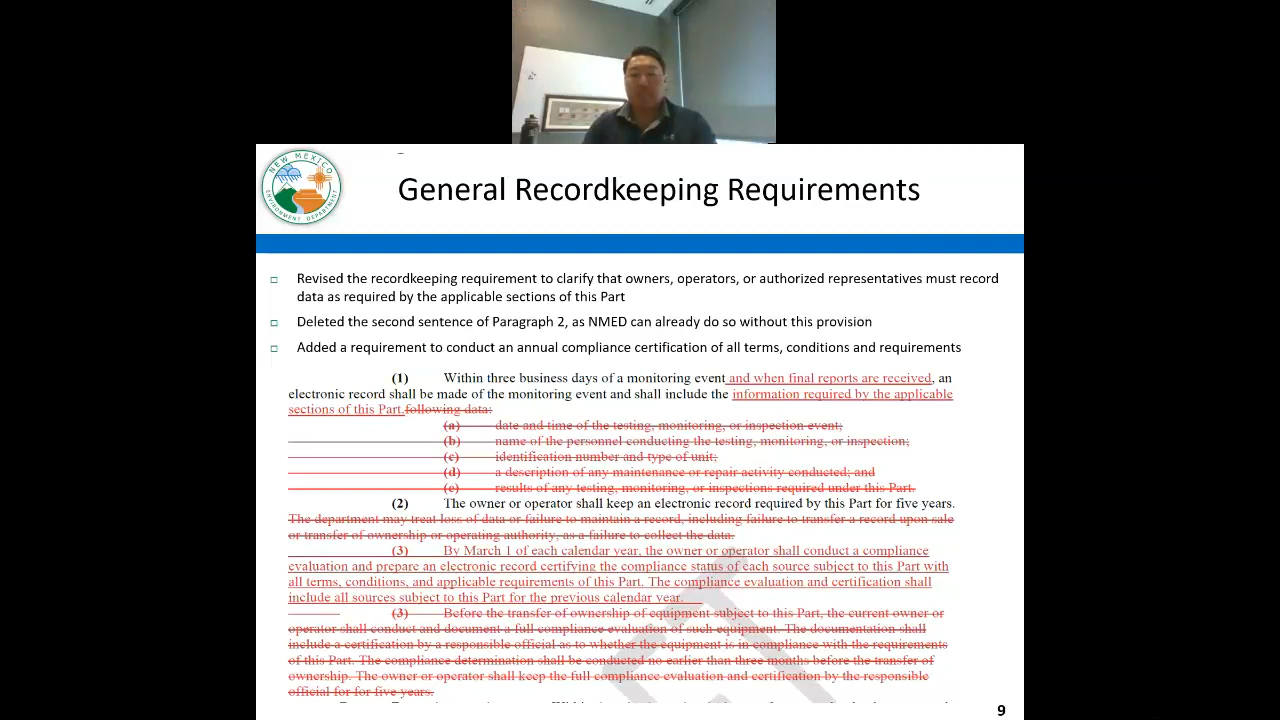 NEW MEXICO
ENVIRONMENT DEPARTMENT
General Recordkeeping Requirements
Revised the recordkeeping requirement to clarify that owners, operators, or authorized representatives must record
data as required by the applicable sections of this Part
Deleted the second sentence of Paragraph 2, as NMED can already do so without this provision
Added a requirement to conduct an annual compliance certification of all terms, conditions and requirements
(1) Within three business days of a monitoring event and when final reports are received, an
electronic record shall be made of the monitoring event and shall include the information required by the applicable
sections of this Part.following data:
(a) date and time of the testing, monitoring, or inspection event;
(b) name of the personnel conducting the testing, monitoring, or inspection;
(c) identification number and type of unit;
(d) a description of any maintenance or repair activity conducted; and
(e) results of any testing, monitoring, or inspections required under this Part.
(2) The owner or operator shall keep an electronic record required by this Part for five years.
The department may treat loss of data or failure to maintain a record, including failure to transfer a record upon sale
or transfer of ownership or operating authority, as a failure to collect the data.
(3) By March 1 of each calendar year, the owner or operator shall conduct a compliance
evaluation and prepare an electronic record certifying the compliance status of each source subject to this Part with
all terms, conditions, and applicable requirements of this Part. The compliance evaluation and certification shall
include all sources subject to this Part for the previous calendar year.
(3) Before the transfer of ownership of equipment subject to this Part, the current owner or
operator shall conduct and document a full compliance evaluation of such equipment. The documentation shall
include a certification by a responsible official as to whether the equipment is in compliance with the requirements
of this Part. The compliance determination shall be conducted no earlier than three months before the transfer of
ownership. The owner or operator shall keep the full compliance evaluation and certification by the responsible
official for for five years.
9